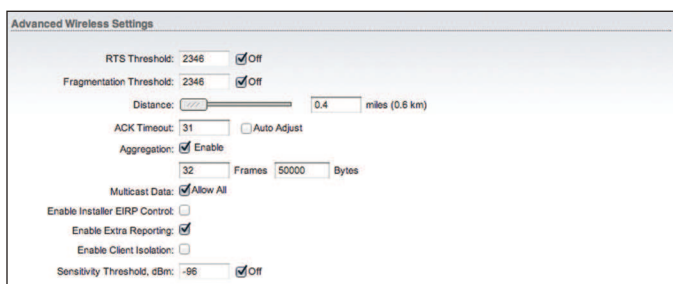 Advanced Wireless Settings
RTS Threshold: 2346 Off
Fragmentation Threshold: 2346 Off
Distance: 0.4 miles (0.6 km)
ACK Timeout: 31 Auto Adjust
Aggregation: Enable
32 Frames 50000 Bytes
Multicast Data: Allow All
Enable Installer EIRP Control:
Enable Extra Reporting:
Enable Client Isolation:
Sensitivity Threshold, dBm: -96 Off